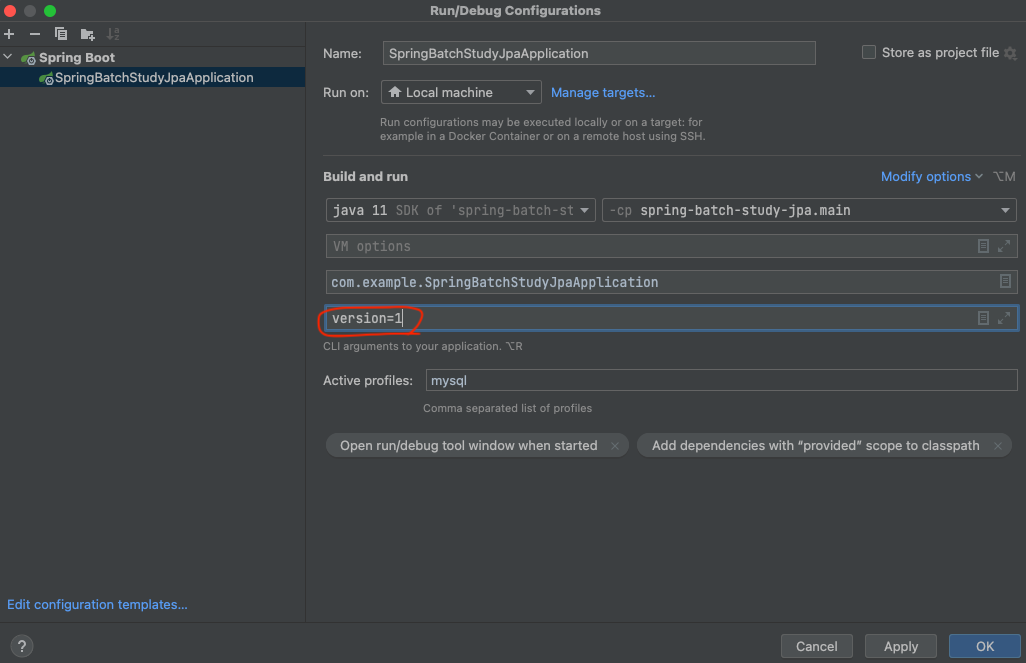 Run/Debug Configurations
Spring Boot
SpringBatchStudyJpaApplication
Name: SpringBatchStudyJpaApplication Store as project file
Run on: Local machine Manage targets...
Run configurations may be executed locally or on a target: for
example in a Docker Container or on a remote host using SSH.
Build and run Modify options ⌥M
java 11 SDK of 'spring-batch-st -cp spring-batch-study-jpa.main
VM options
com.example.SpringBatchStudyJpaApplication
version=1
CLI arguments to your application. ⌥R
Active profiles: mysql
Comma separated list of profiles
Open run/debug tool window when started × Add dependencies with “provided” scope to classpath ×
Edit configuration templates...
? Cancel Apply OK